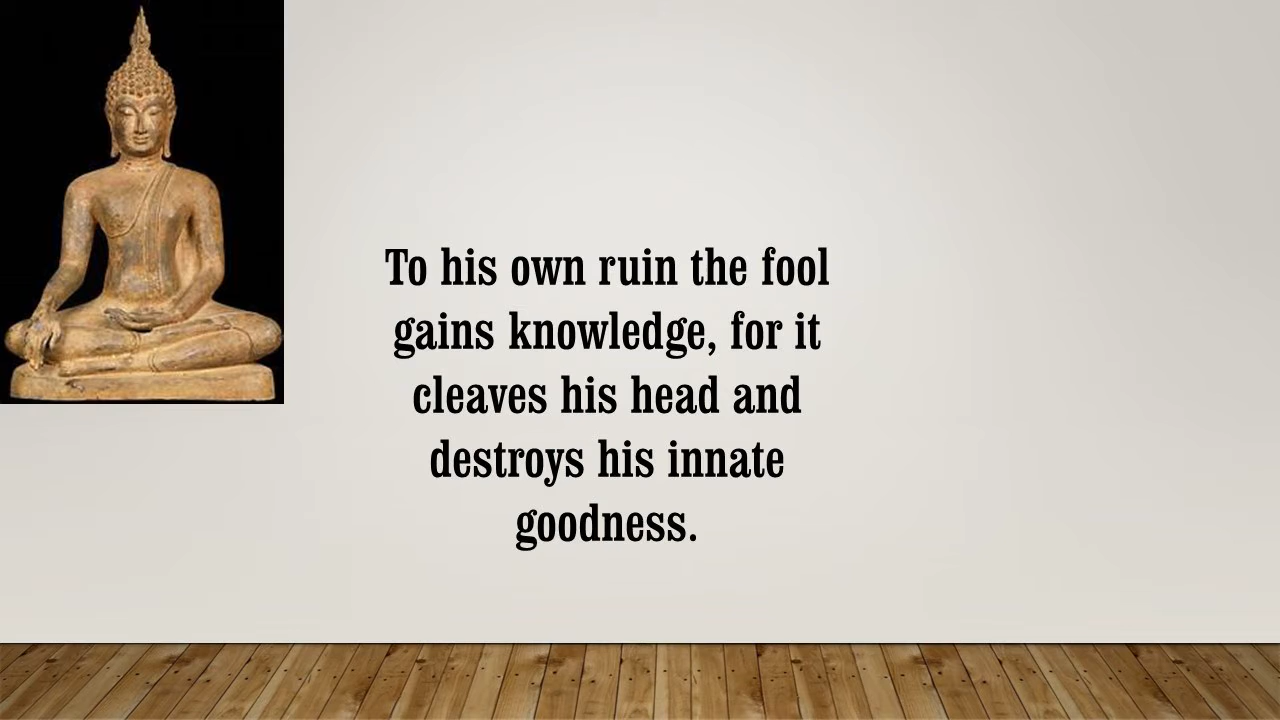 To his own ruin the fool
gains knowledge, for it
cleaves his head and
destroys his innate
goodness.